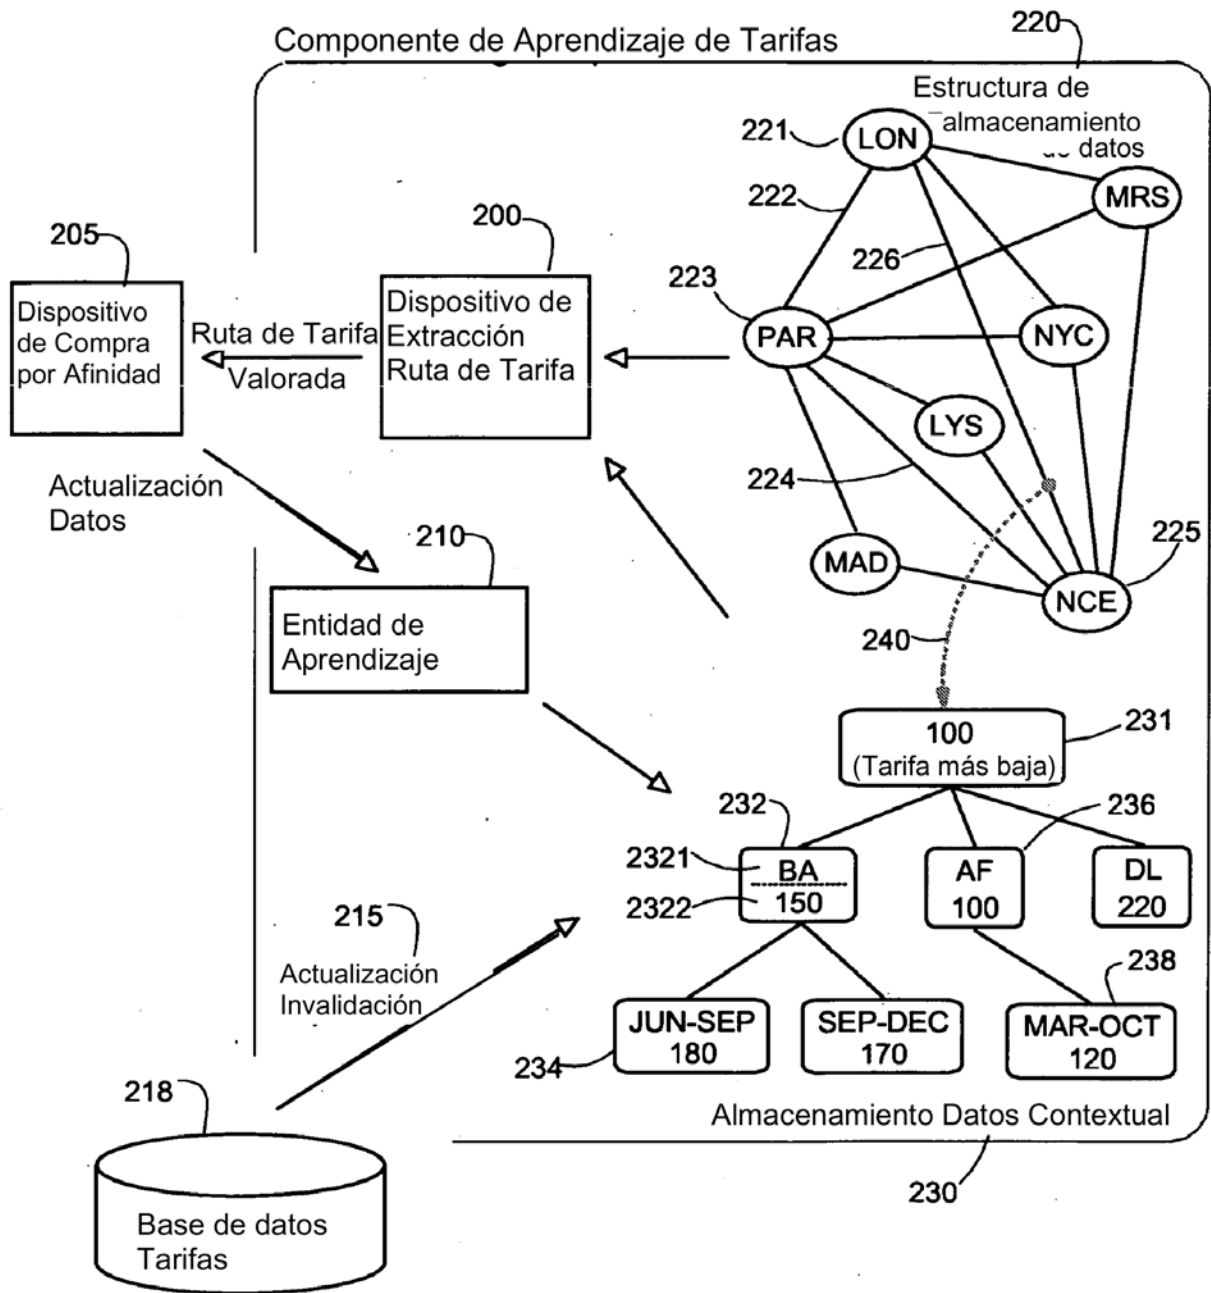 220
Componente de Aprendizaje de Tarifas
Estructura de
almacenamiento
datos
221
LON
MRS
222
200
205
226
223
Dispositivo
de Compra
por Afinidad
Ruta de Tarifa
Valorada
Dispositivo de
Extracción
Ruta de Tarifa
PAR
NYC
LYS
224
Actualización
Datos
210
225
MAD
NCE
Entidad de
Aprendizaje
240
100
(Tarifa más baja)
231
232
236
2321
BA
AF
DL
2322
150
100
220
215
Actualización
Invalidación
238
JUN-SEP
180
SEP-DEC
170
MAR-OCT
120
234
218
Almacenamiento Datos Contextual
230
Base de datos
Tarifas